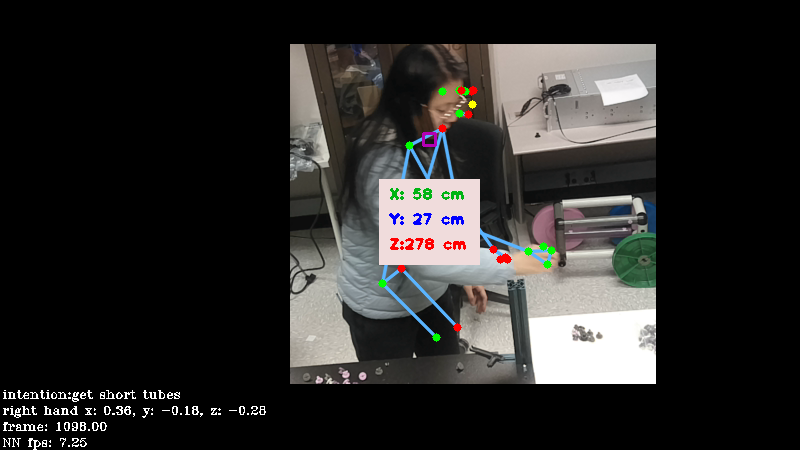 X: 58 cm
Y: 27 cm
Z:278 cm
intention:get short tubes
right hand x: 0.36, y: -0.18, z: -0.28
frame: 1098.00
NN fps: 7.25